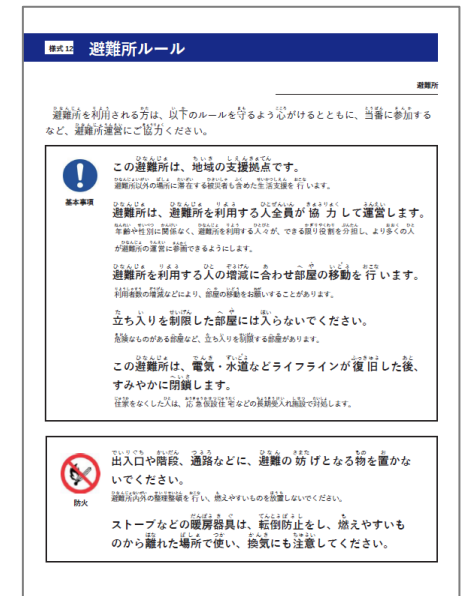 様式12 避難所ルール
避難所
避難所を利用される方は、以下のルールを守るよう心がけるとともに、当番に参加する
など、避難所運営にご協力ください。
基本事項
この避難所は、地域の支援拠点です。
避難所以外の場所に滞在する被災者も含めた生活支援を行います。
避難所は、避難所を利用する人全員が協力して運営します。
年齢や性別に関係なく、避難所を利用する人々が、できる限り役割を分担し、より多くの人
が避難所の運営に参画できるようにします。
避難所を利用する人の増減に合わせ部屋の移動を行います。
利用者数の増減などにより、部屋の移動をお願いすることがあります。
立ち入りを制限した部屋には入らないでください。
危険なものがある部屋など、立ち入りを制限する部屋があります。
この避難所は、電気・水道などライフラインが復旧した後、
すみやかに閉鎖します。
住家をなくした人は、応急仮設住宅などの長期受入れ施設で対処します。
防火
出入口や階段、通路などに、避難の妨げとなる物を置かな
いでください。
避難所内外の整理整頓を行い、燃えやすいものを放置しないでください。
ストーブなどの暖房器具は、転倒防止をし、燃えやすいも
のから離れた場所で使い、換気にも注意してください。